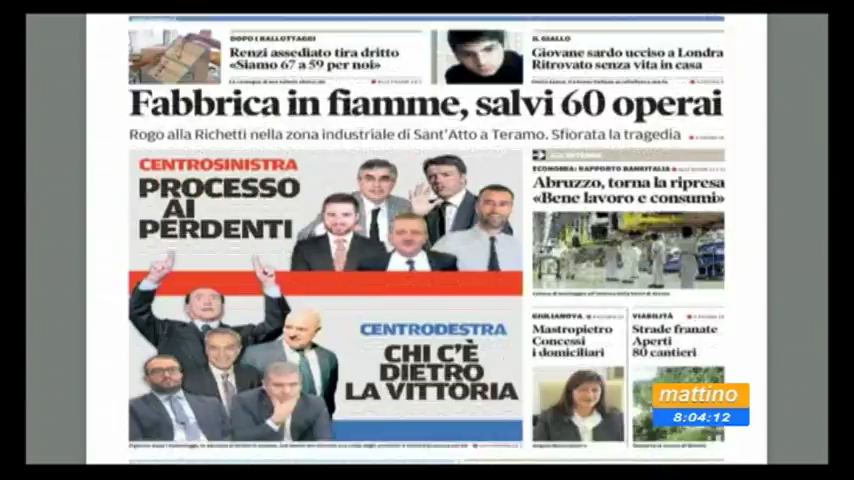 DOPO I BALLOTTAGGI
Renzi assediato tira dritto
«Siamo 67 a 59 per noi»
IL GIALLO
Giovane sardo ucciso a Londra
Ritrovato senza vita in casa
Fabbrica in fiamme, salvi 60 operai
Rogo alla Richetti nella zona industriale di Sant'Atto a Teramo. Sfiorata la tragedia
CENTROSINISTRA
PROCESSO
AI
PERDENTI
CENTRODESTRA
CHI C'È
DIETRO
LA VITTORIA
ECONOMIA: RAPPORTO BANKITALIA
Abruzzo, torna la ripresa
«Bene lavoro e consumi»
GIULIANOVA
Mastropietro
Concessi
i domiciliari
VIABILITÀ
Strade franate
Aperti
80 cantieri
mattino
8:04:12